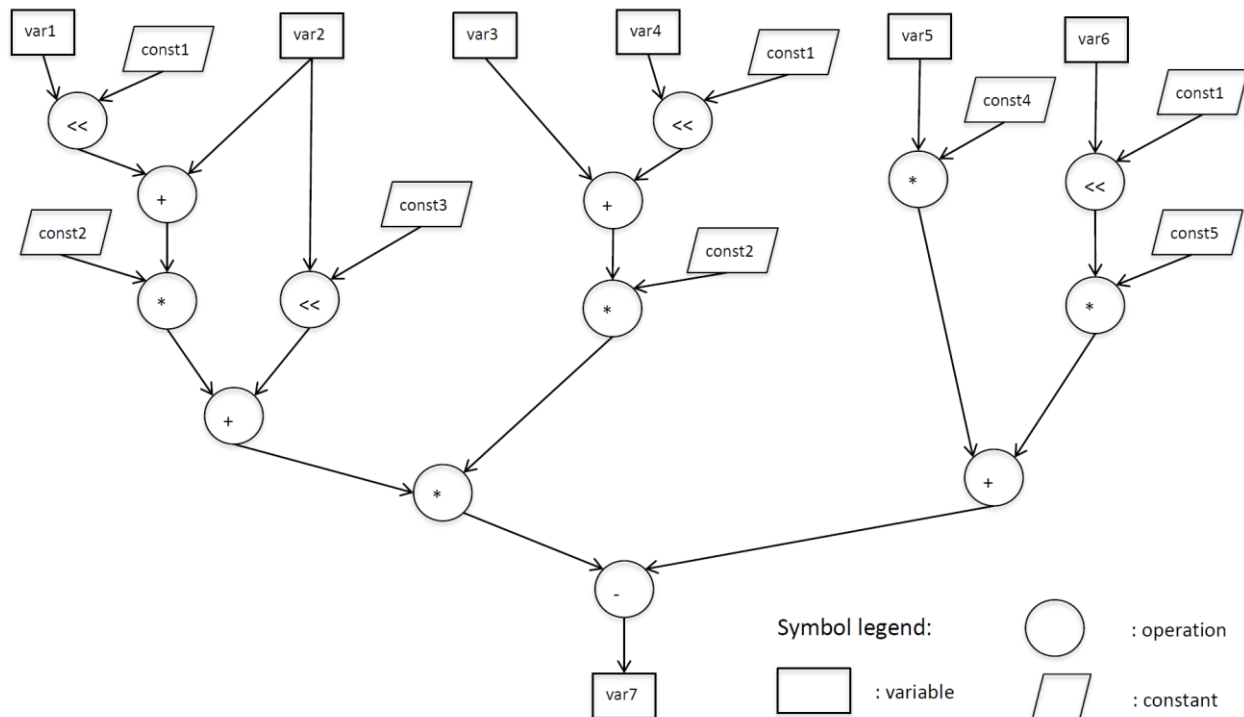 var1
const1
var2
var3
var4
const1
var5
var6
const4
const1
<<
<<
+
*
<<
const2
const3
+
const2
const5
*
<<
*
*
+
*
+
-
Symbol legend:
: operation
var7
: variable
: constant